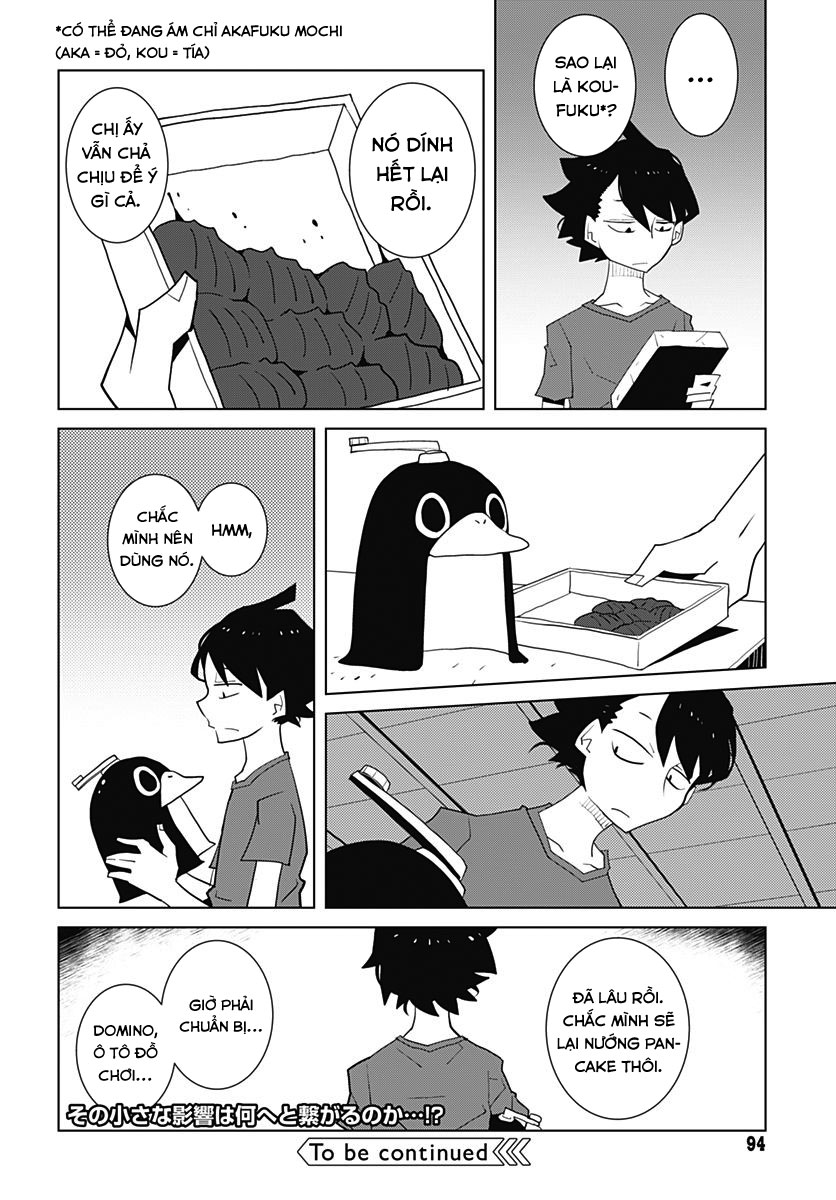 *CÓ THỂ ĐANG ÁM CHỈ AKAFUKU MOCHI
(AKA = ĐỎ, KOU = TÍA)
...
SAO LẠI
LÀ KOU-
FUKU*?
NÓ DÍNH
HẾT LẠI
RỒI.
CHỊ ẤY
VẪN CHẢ
CHỊU ĐỂ Ý
GÌ CẢ.
HMM,
CHẮC
MÌNH NÊN
DÙNG NÓ.
ĐÃ LÂU RỒI.
CHẮC MÌNH SẼ
LẠI NƯỚNG PAN-
CAKE THÔI.
GIỜ PHẢI
CHUẨN BỊ...
DOMINO,
Ô TÔ ĐỒ
CHƠI...
その小さな影響は何へと繋がるのか…!?
To be continued
94